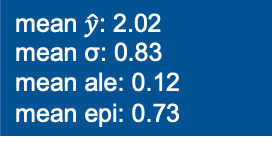 mean ŷ: 2.02
mean σ: 0.83
mean ale: 0.12
mean epi: 0.73